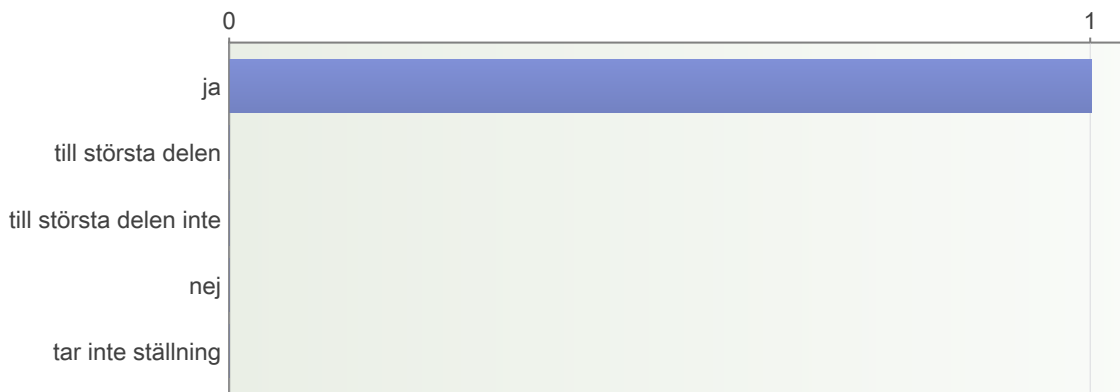 0 1
ja
till största delen
till största delen inte
nej
tar inte ställning